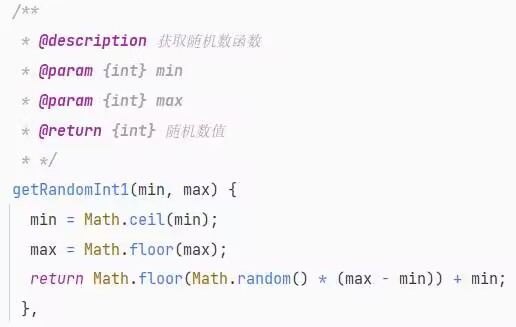 /**
 * @description 获取随机数函数
 * @param {int} min
 * @param {int} max
 * @return {int} 随机数值
 * */
getRandomInt1(min, max) {
  min = Math.ceil(min);
  max = Math.floor(max);
  return Math.floor(Math.random() * (max - min)) + min;
},